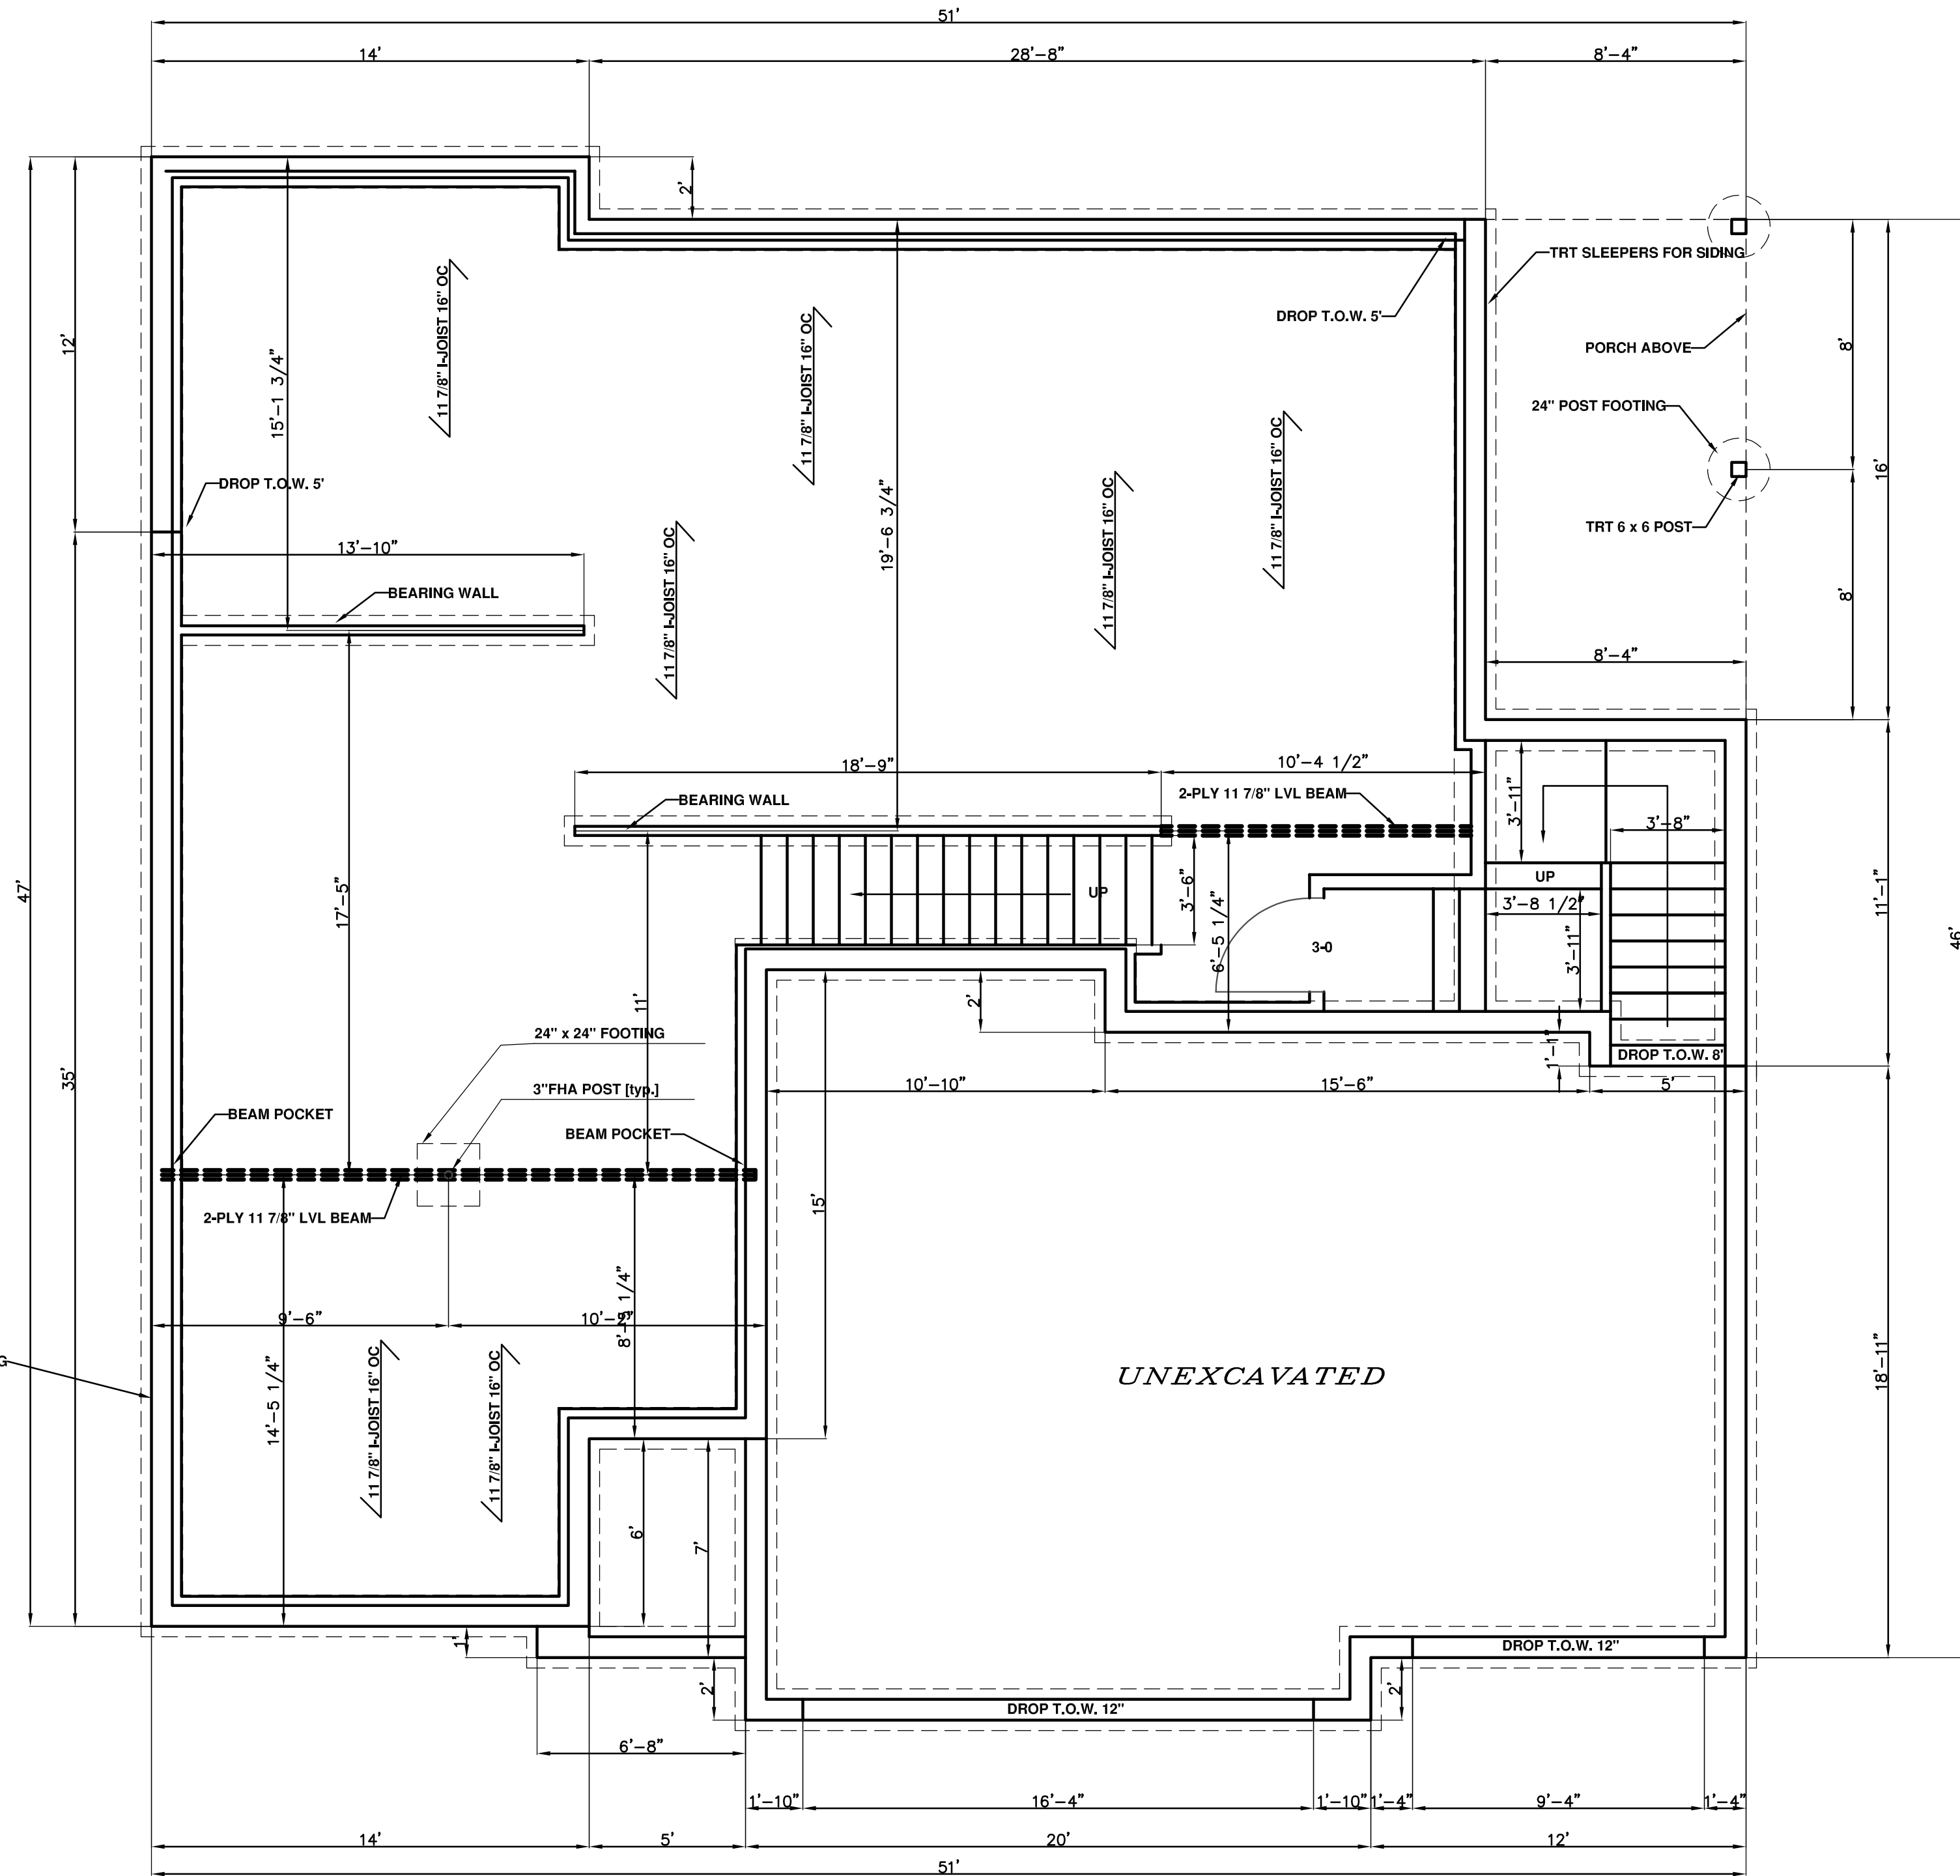 51'
14'
28'-8"
8'-4"
2'
TRT SLEEPERS FOR SIDING
11 7/8" I-JOIST 16" OC
11 7/8" I-JOIST 16" OC
DROP T.O.W. 5'
PORCH ABOVE
8'
12'
15'-1 3/4"
24" POST FOOTING
11 7/8" I-JOIST 16" OC
11 7/8" I-JOIST 16" OC
16'
DROP T.O.W. 5'
19'-6 3/4"
TRT 6 x 6 POST
13'-10"
11 7/8" I-JOIST 16" OC
BEARING WALL
8'
8'-4"
18'-9"
10'-4 1/2"
BEARING WALL
2-PLY 11 7/8" LVL BEAM
3'-11"
3'-8"
47'
17'-5"
UP
3'-6"
UP
3'-8 1/2"
11'-1"
46'
6'-5 1/4"
3-0
3'-11"
2'
11'
24" x 24" FOOTING
1'-1"
DROP T.O.W. 8'
35'
3"FHA POST [typ.]
10'-10"
15'-6"
5'
BEAM POCKET
BEAM POCKET
15'
2-PLY 11 7/8" LVL BEAM
9'-6"
10'-2"
8'-5 1/4"
14'-5 1/4"
11 7/8" I-JOIST 16" OC
11 7/8" I-JOIST 16" OC
UNEXCAVATED
18'-11"
6'
7'
1'
DROP T.O.W. 12"
2'
DROP T.O.W. 12"
2'
6'-8"
1'-10"
16'-4"
1'-10"
1'-4"
9'-4"
1'-4"
14'
5'
20'
12'
51'